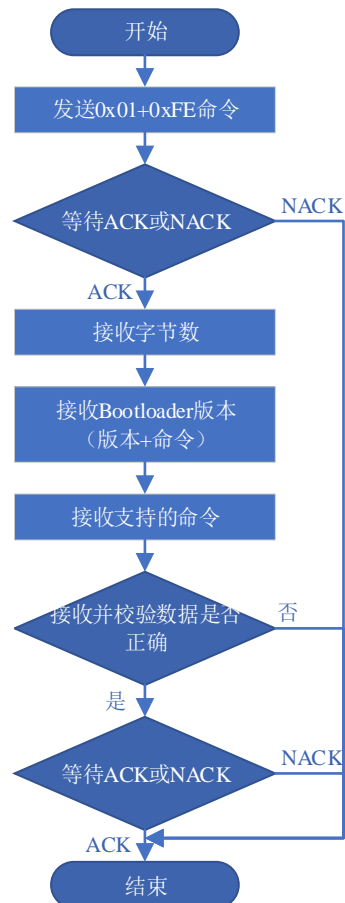 开始
发送0x01+0xFE命令
等待ACK或NACK
NACK
ACK
接收字节数
接收Bootloader版本
（版本+命令）
接收支持的命令
接收并校验数据是否
正确
否
是
等待ACK或NACK
NACK
ACK
结束